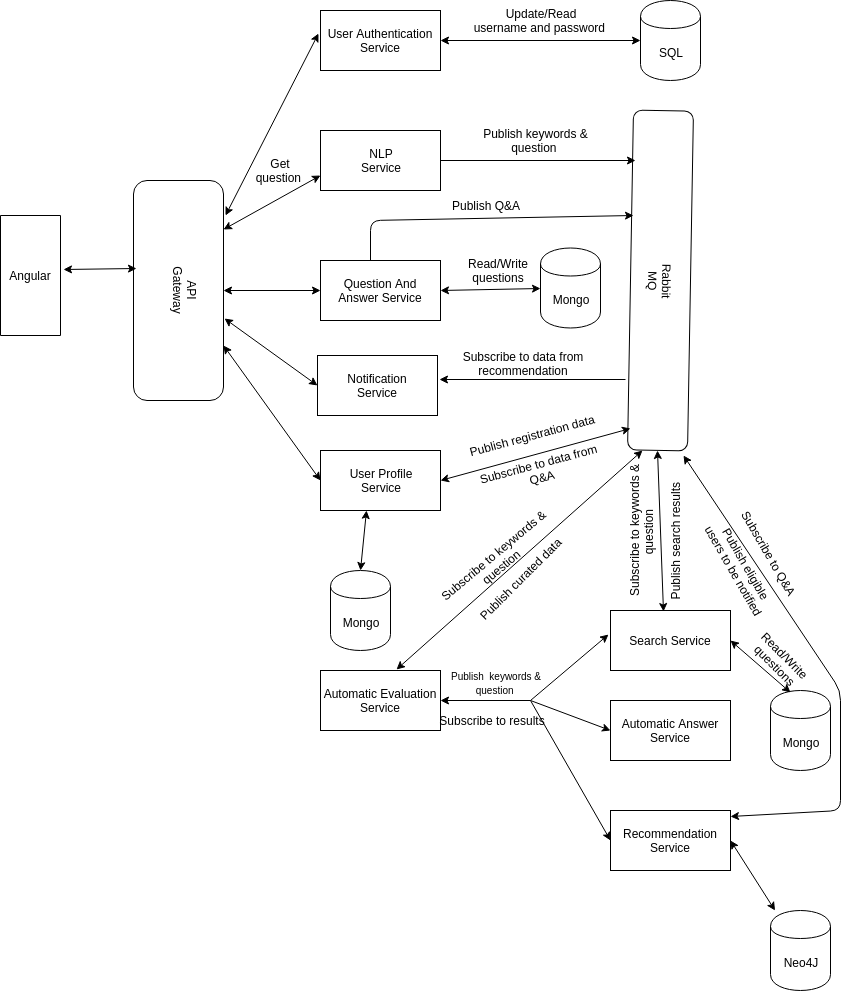 User Authentication
Service
Update/Read
username and password
SQL
NLP
Service
Publish keywords &
question
Get
question
Publish Q&A
Angular
API
Gateway
Question And
Answer Service
Read/Write
questions
Mongo
Rabbit
MQ
Notification
Service
Subscribe to data from
recommendation
User Profile
Service
Publish registration data
Subscribe to data from
Q&A
Mongo
Subscribe to keywords &
question
Publish curated data
Subscribe to keywords &
question
Publish search results
Subscribe to Q&A
Publish eligible
users to be notified
Search Service
Read/Write
questions
Mongo
Automatic Evaluation
Service
Publish  keywords &
question
Subscribe to results
Automatic Answer
Service
Recommendation
Service
Neo4J